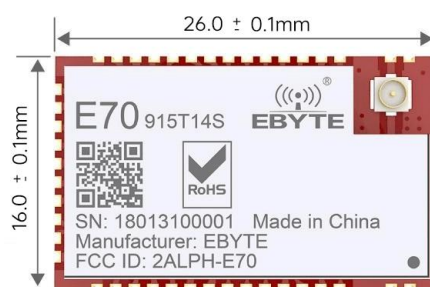 26.0 ± 0.1mm
16.0 ± 0.1mm
E70 915T14S
®
EBYTE
RoHS
SN: 18013100001 Made in China
Manufacturer: EBYTE
FCC ID: 2ALPH-E70